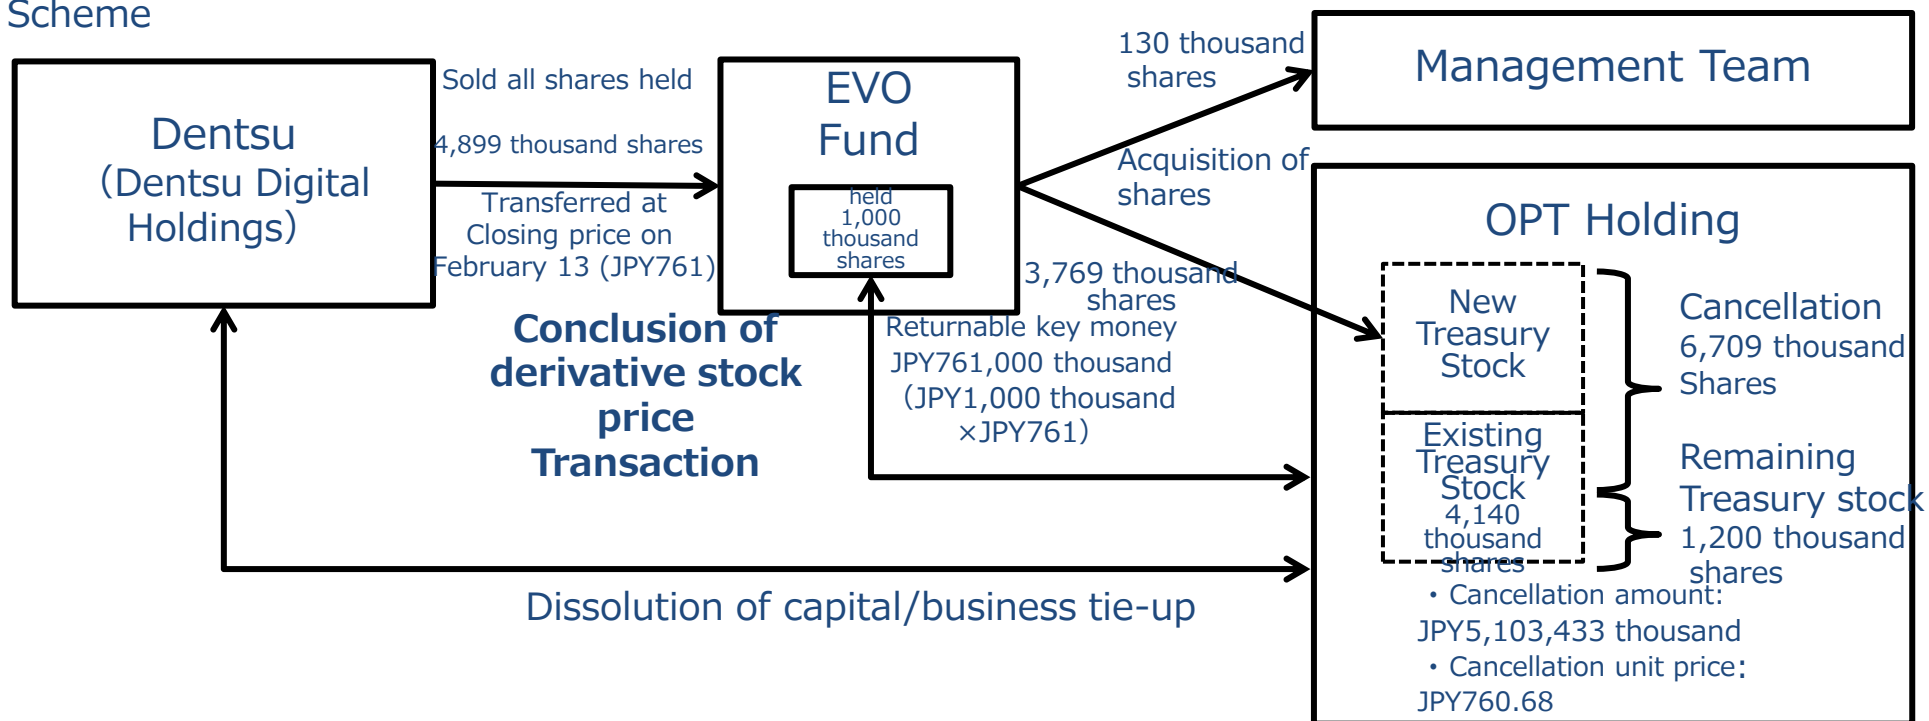 Scheme
Dentsu
（Dentsu Digital
Holdings）
Sold all shares held
4,899 thousand shares
Transferred at
Closing price on
February 13 (JPY761)
EVO
Fund
held
1,000
thousand
shares
130 thousand
shares
Management Team
Acquisition of
shares
3,769 thousand
shares
Conclusion of
derivative stock
price
Transaction
Returnable key money
JPY761,000 thousand
（JPY1,000 thousand
×JPY761）
Dissolution of capital/business tie-up
OPT Holding
New
Treasury
Stock
Existing
Treasury
Stock
4,140
thousand
shares
Cancellation
6,709 thousand
Shares
Remaining
Treasury stock
1,200 thousand
shares
・Cancellation amount:
JPY5,103,433 thousand
・Cancellation unit price:
JPY760.68